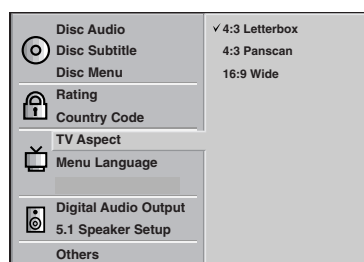 Disc Audio
Disc Subtitle
Disc Menu
Rating
Country Code
TV Aspect
Menu Language
Digital Audio Output
5.1 Speaker Setup
Others
✓ 4:3 Letterbox
4:3 Panscan
16:9 Wide